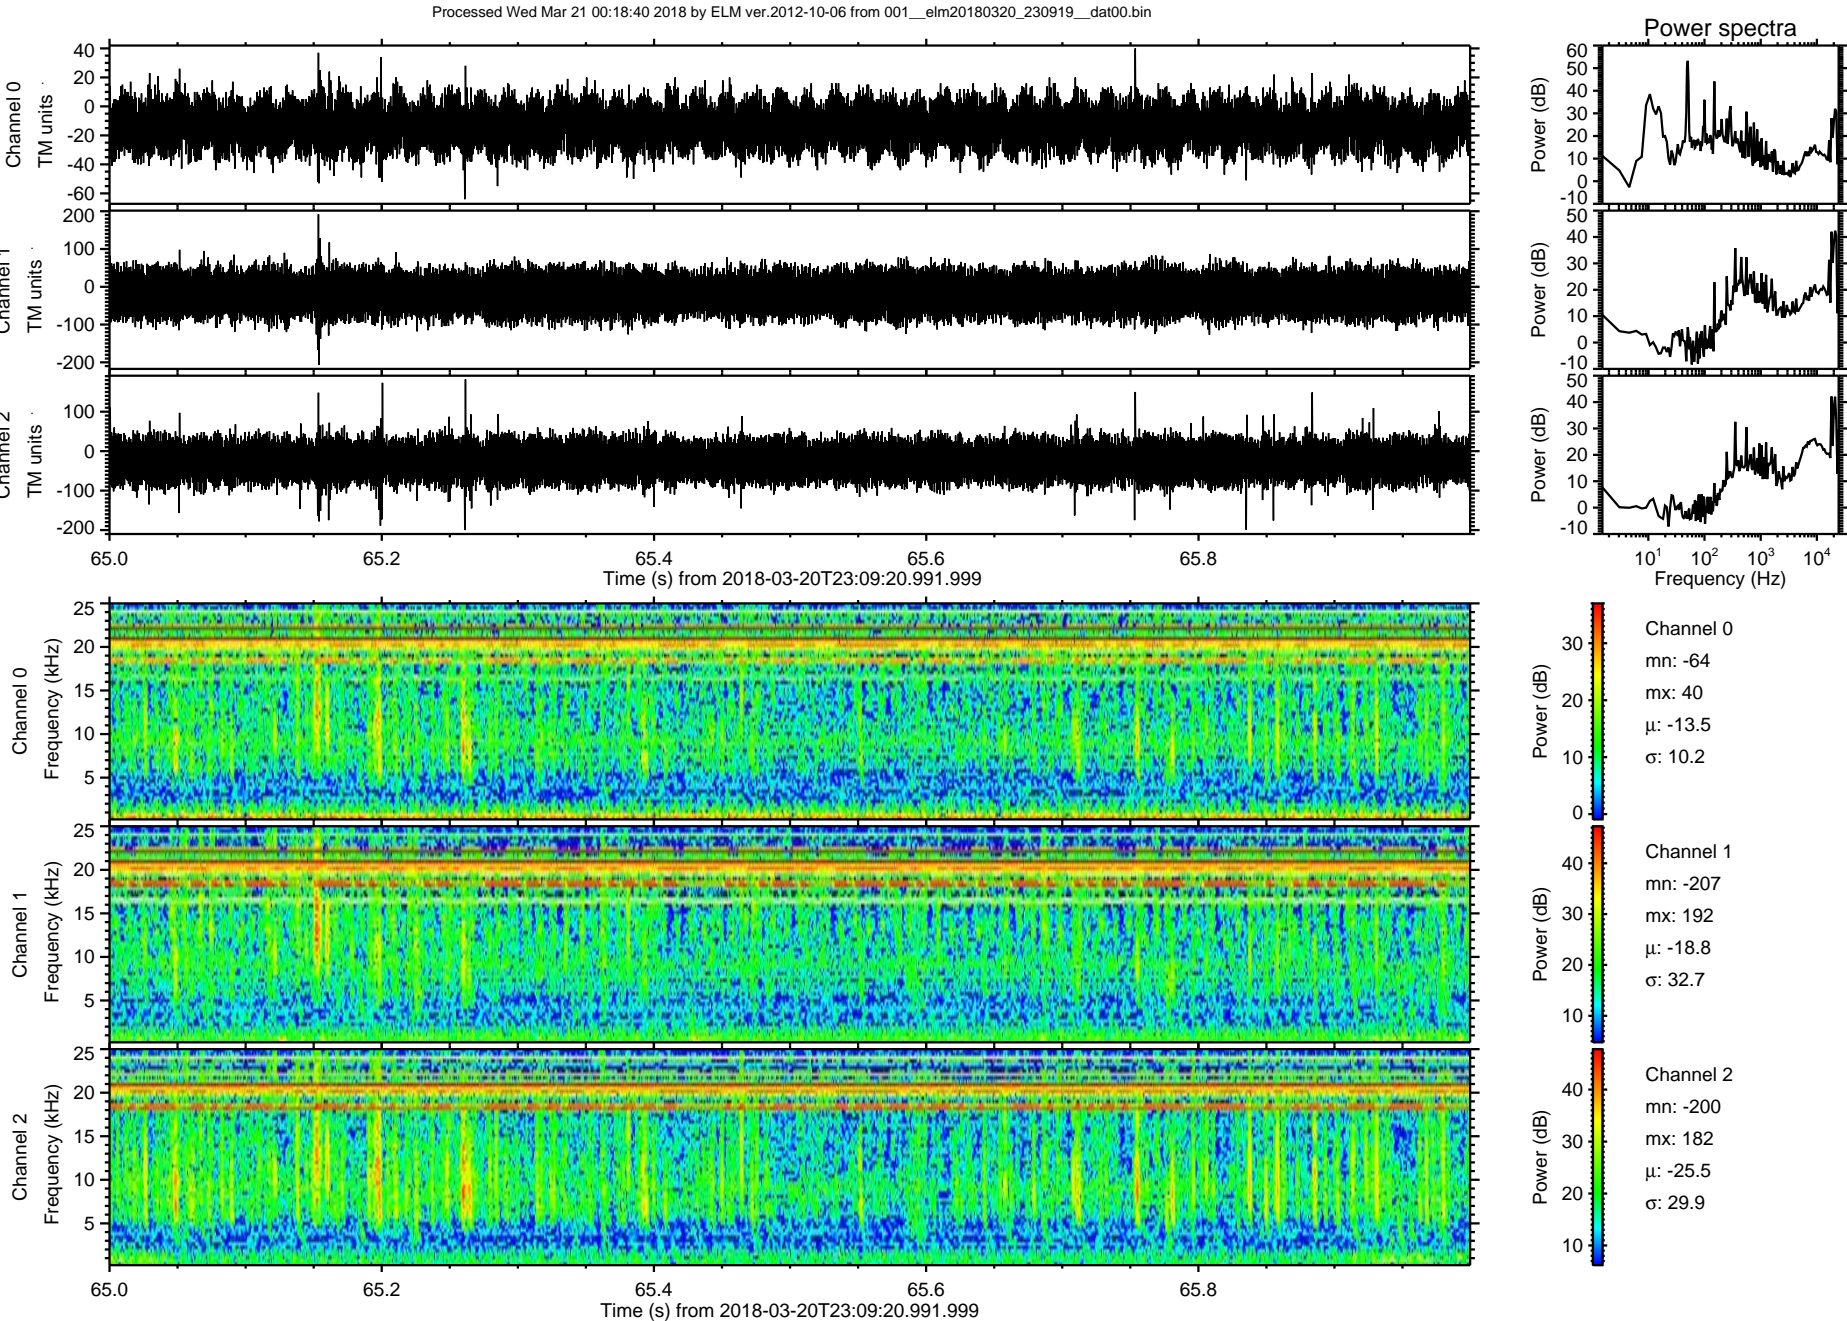 Processed Wed Mar 21 00:18:40 2018 by ELM ver.2012-10-06 from 001__elm20180320_230919__dat00.bin
Power spectra
Channel 0
TM units
40
20
0
-20
-40
-60
Power (dB)
60
50
40
30
20
10
0
-10
Channel 1
TM units
200
100
0
-100
-200
Power (dB)
50
40
30
20
10
0
-10
Channel 2
TM units
100
0
-100
-200
Power (dB)
50
40
30
20
10
0
-10
65.0 65.2 65.4 65.6 65.8
Time (s) from 2018-03-20T23:09:20.991.999
10^1 10^2 10^3 10^4
Frequency (Hz)
Channel 0
Frequency (kHz)
25
20
15
10
5
Power (dB)
30
20
10
0
Channel 0
mn: -64
mx: 40
μ: -13.5
σ: 10.2
Channel 1
Frequency (kHz)
25
20
15
10
5
Power (dB)
40
30
20
10
Channel 1
mn: -207
mx: 192
μ: -18.8
σ: 32.7
Channel 2
Frequency (kHz)
25
20
15
10
5
Power (dB)
40
30
20
10
Channel 2
mn: -200
mx: 182
μ: -25.5
σ: 29.9
65.0 65.2 65.4 65.6 65.8
Time (s) from 2018-03-20T23:09:20.991.999